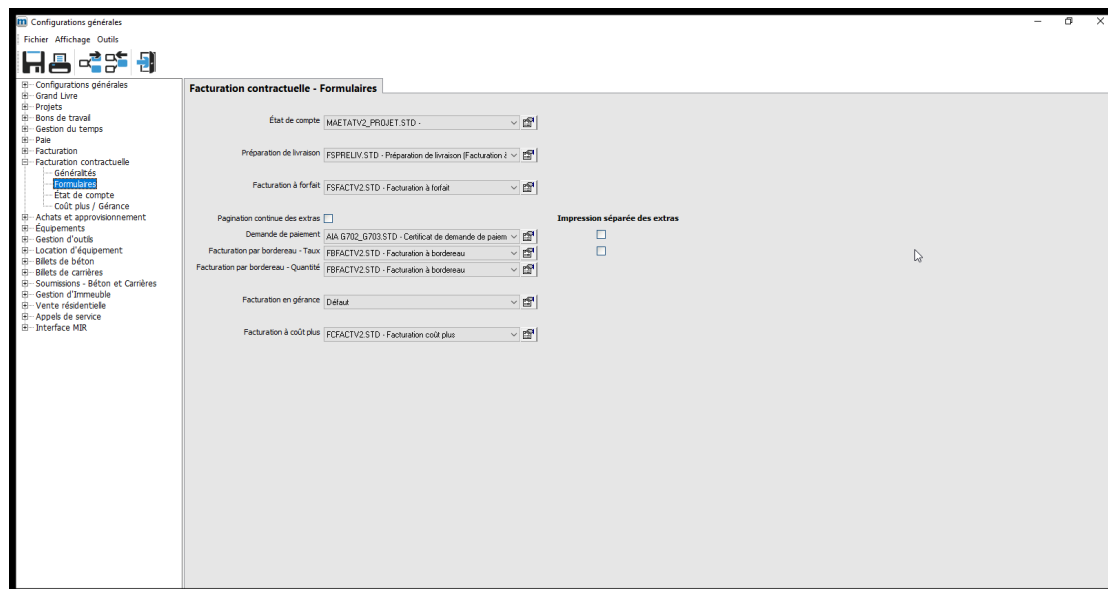 m Configurations générales
Fichier Affichage Outils
Configurations générales
Grand Livre
Projets
Bons de travail
Gestion du temps
Paie
Facturation
Facturation contractuelle
Généralités
Formulaires
État de compte
Coût plus / Gérance
Achats et approvisionnement
Équipements
Gestion d'outils
Location d'équipement
Billets de béton
Billets de carrières
Soumissions - Béton et Carrières
Gestion d'Immeuble
Vente résidentielle
Appels de service
Interface MIR
Facturation contractuelle - Formulaires
État de compte MAETATV2_PROJET.STD -
Préparation de livraison FSPRELIV.STD - Préparation de livraison (Facturation à
Facturation à forfait FSFACTV2.STD - Facturation à forfait
Pagination continue des extras Impression séparée des extras
Demande de paiement AIA G702_G703.STD - Certificat de demande de paiem
Facturation par bordereau - Taux FBFACTV2.STD - Facturation à bordereau
Facturation par bordereau - Quantité FBFACTV2.STD - Facturation à bordereau
Facturation en gérance Défaut
Facturation à coût plus FCFACTV2.STD - Facturation coût plus